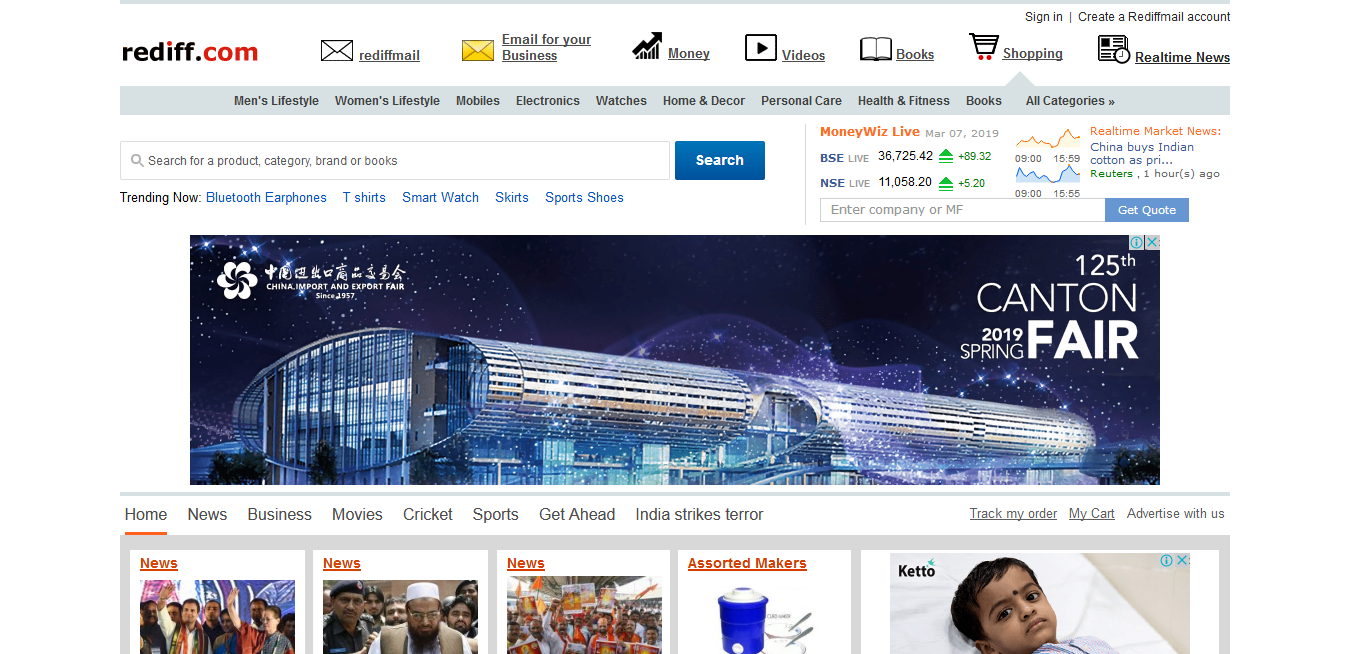 Sign in | Create a Rediffmail account
rediff.com
rediffmail
Email for your
Business
Money
Videos
Books
Shopping
Realtime News
Men's Lifestyle Women's Lifestyle Mobiles Electronics Watches Home & Decor Personal Care Health & Fitness Books All Categories »
Search for a product, category, brand or books
Search
Trending Now: Bluetooth Earphones T shirts Smart Watch Skirts Sports Shoes
MoneyWiz Live Mar 07, 2019
BSE LIVE 36,725.42 +89.32
NSE LIVE 11,058.20 +5.20
09:00 15:59
09:00 15:55
Realtime Market News:
China buys Indian
cotton as pri...
Reuters , 1 hour(s) ago
Enter company or MF
Get Quote
中国进出口商品交易会
CHINA IMPORT AND EXPORT FAIR
Since 1957
125th
CANTON
2019
SPRING
FAIR
Home News Business Movies Cricket Sports Get Ahead India strikes terror
Track my order My Cart Advertise with us
News
News
News
Assorted Makers
Ketto